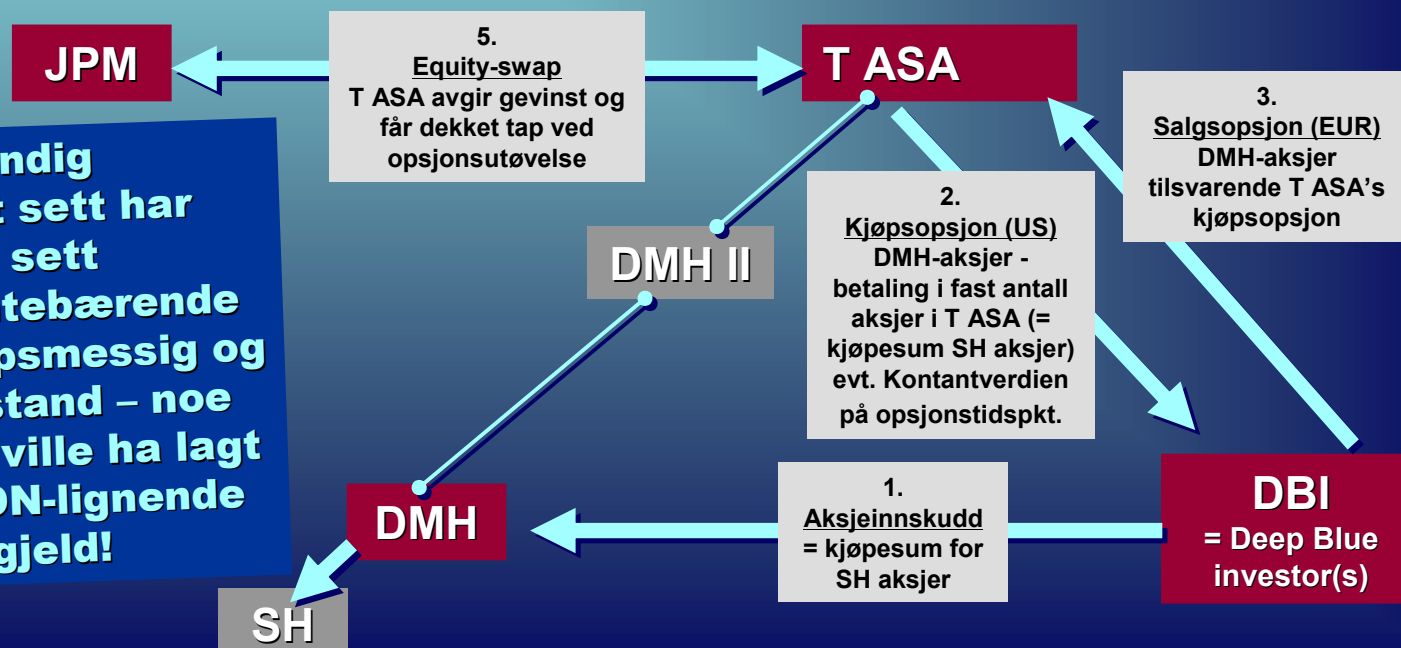 JPM
5.
Equity-swap
T ASA avgir gevinst og
får dekket tap ved
opsjonsutøvelse
T ASA
3.
Salgsopsjon (EUR)
DMH-aksjer
tilsvarende T ASA's
kjøpsopsjon
ndig
t sett har
sett
tebærende
psmessig og
stand – noe
ville ha lagt
-lignende
gjeld!
2.
Kjøpsopsjon (US)
DMH-aksjer -
betaling i fast antall
aksjer i T ASA (=
kjøpesum SH aksjer)
evt. Kontantverdien
på opsjonstidspkt.
DMH II
DMH
1.
Aksjeinnskudd
= kjøpesum for
SH aksjer
DBI
= Deep Blue
investor(s)
SH